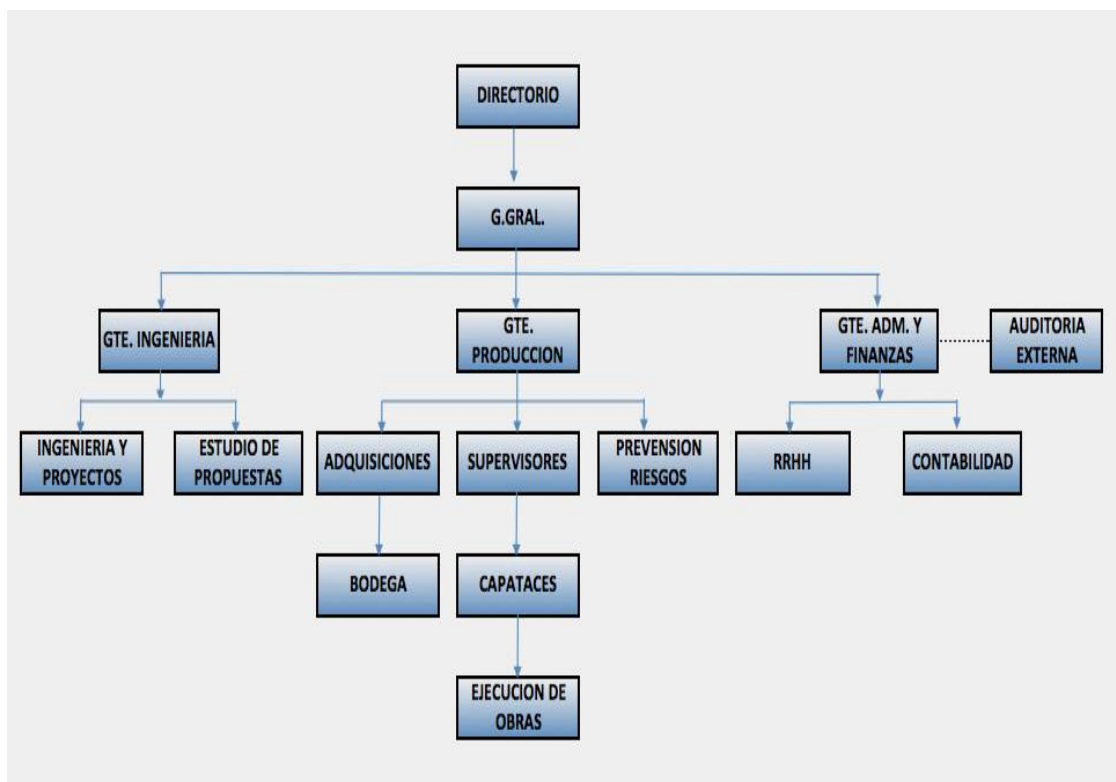 DIRECTORIO
G.GRAL.
GTE. INGENIERIA
GTE.
PRODUCCION
GTE. ADM. Y
FINANZAS
AUDITORIA
EXTERNA
INGENIERIA Y
PROYECTOS
ESTUDIO DE
PROPUESTAS
ADQUISICIONES
SUPERVISORES
PREVENSION
RIESGOS
RRHH
CONTABILIDAD
BODEGA
CAPATACES
EJECUCION DE
OBRAS